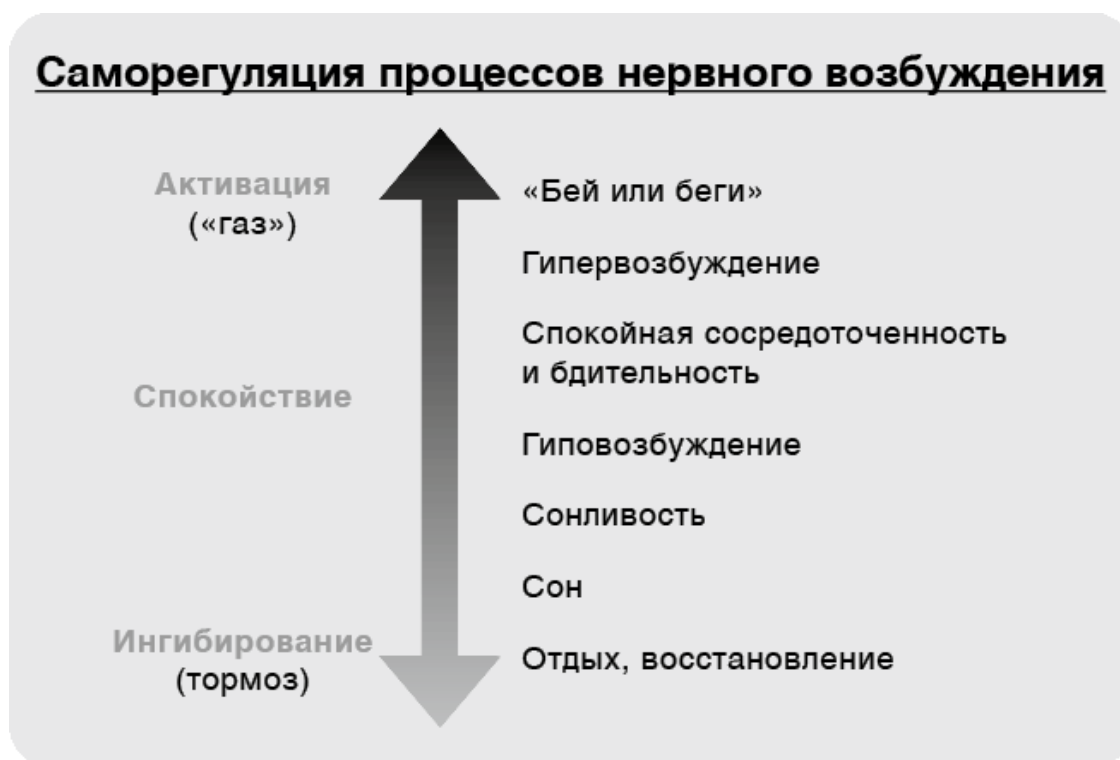 Саморегуляция процессов нервного возбуждения
Активация
(«газ»)
«Бей или беги»
Гипервозбуждение
Спокойная сосредоточенность
и бдительность
Спокойствие
Гиповозбуждение
Сонливость
Сон
Ингибирование
(тормоз)
Отдых, восстановление